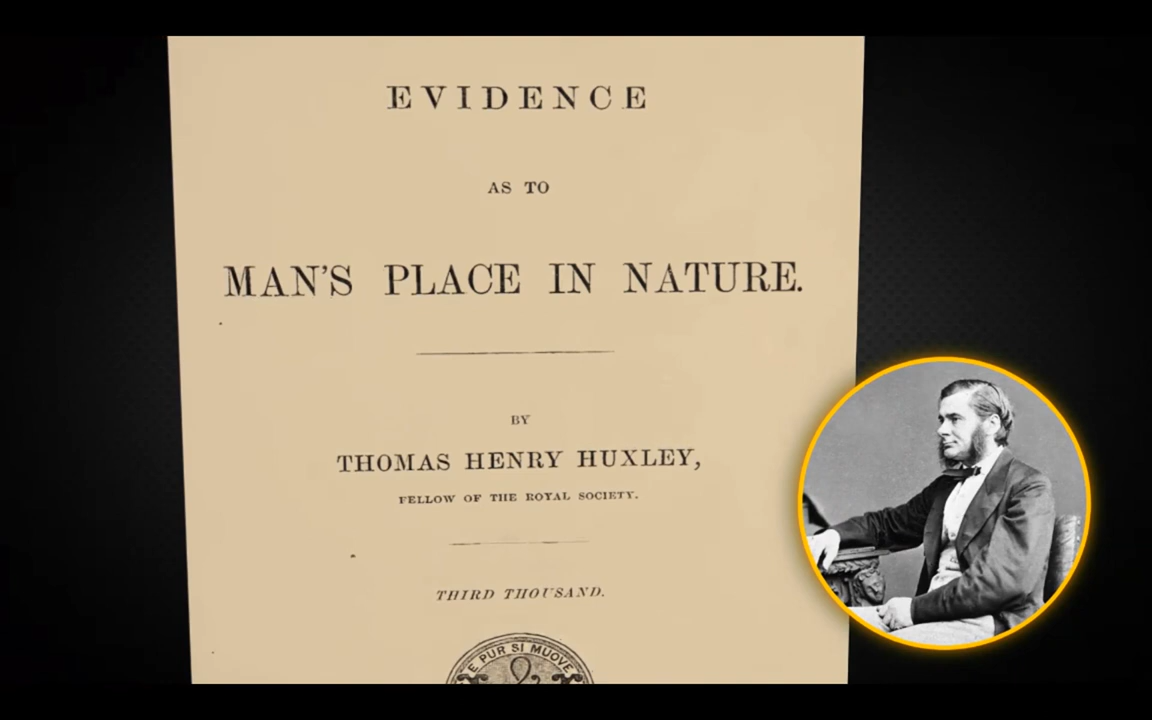 EVIDENCE
AS TO
MAN'S PLACE IN NATURE.
BY
THOMAS HENRY HUXLEY,
FELLOW OF THE ROYAL SOCIETY.
THIRD THOUSAND.
E PUR SI MUOVE